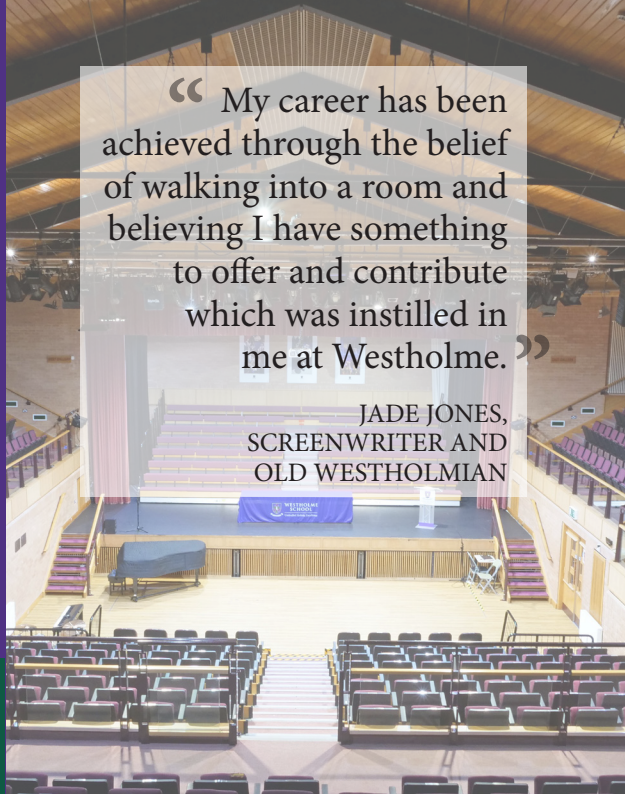 “ My career has been
achieved through the belief
of walking into a room and
believing I have something
to offer and contribute
which was instilled in
me at Westholme. ”
JADE JONES,
SCREENWRITER AND
OLD WESTHOLMIAN
WESTHOLME
SCHOOL